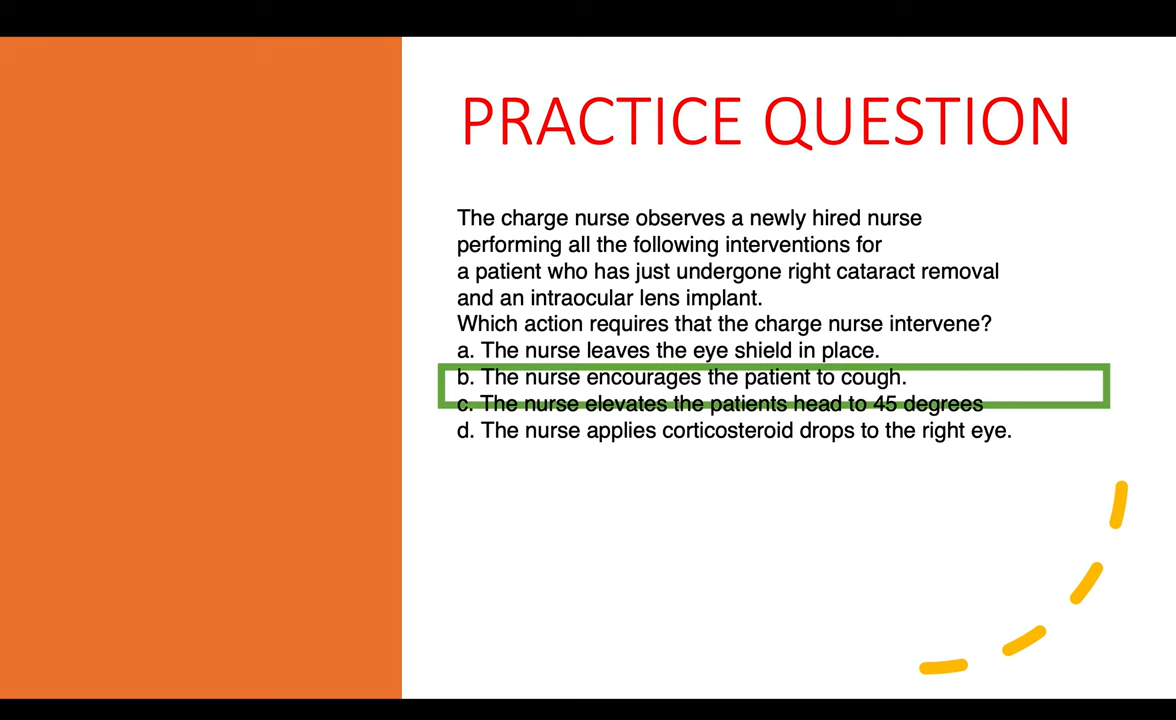 PRACTICE QUESTION
The charge nurse observes a newly hired nurse
performing all the following interventions for
a patient who has just undergone right cataract removal
and an intraocular lens implant.
Which action requires that the charge nurse intervene?
a. The nurse leaves the eye shield in place.
b. The nurse encourages the patient to cough.
c. The nurse elevates the patients head to 45 degrees
d. The nurse applies corticosteroid drops to the right eye.